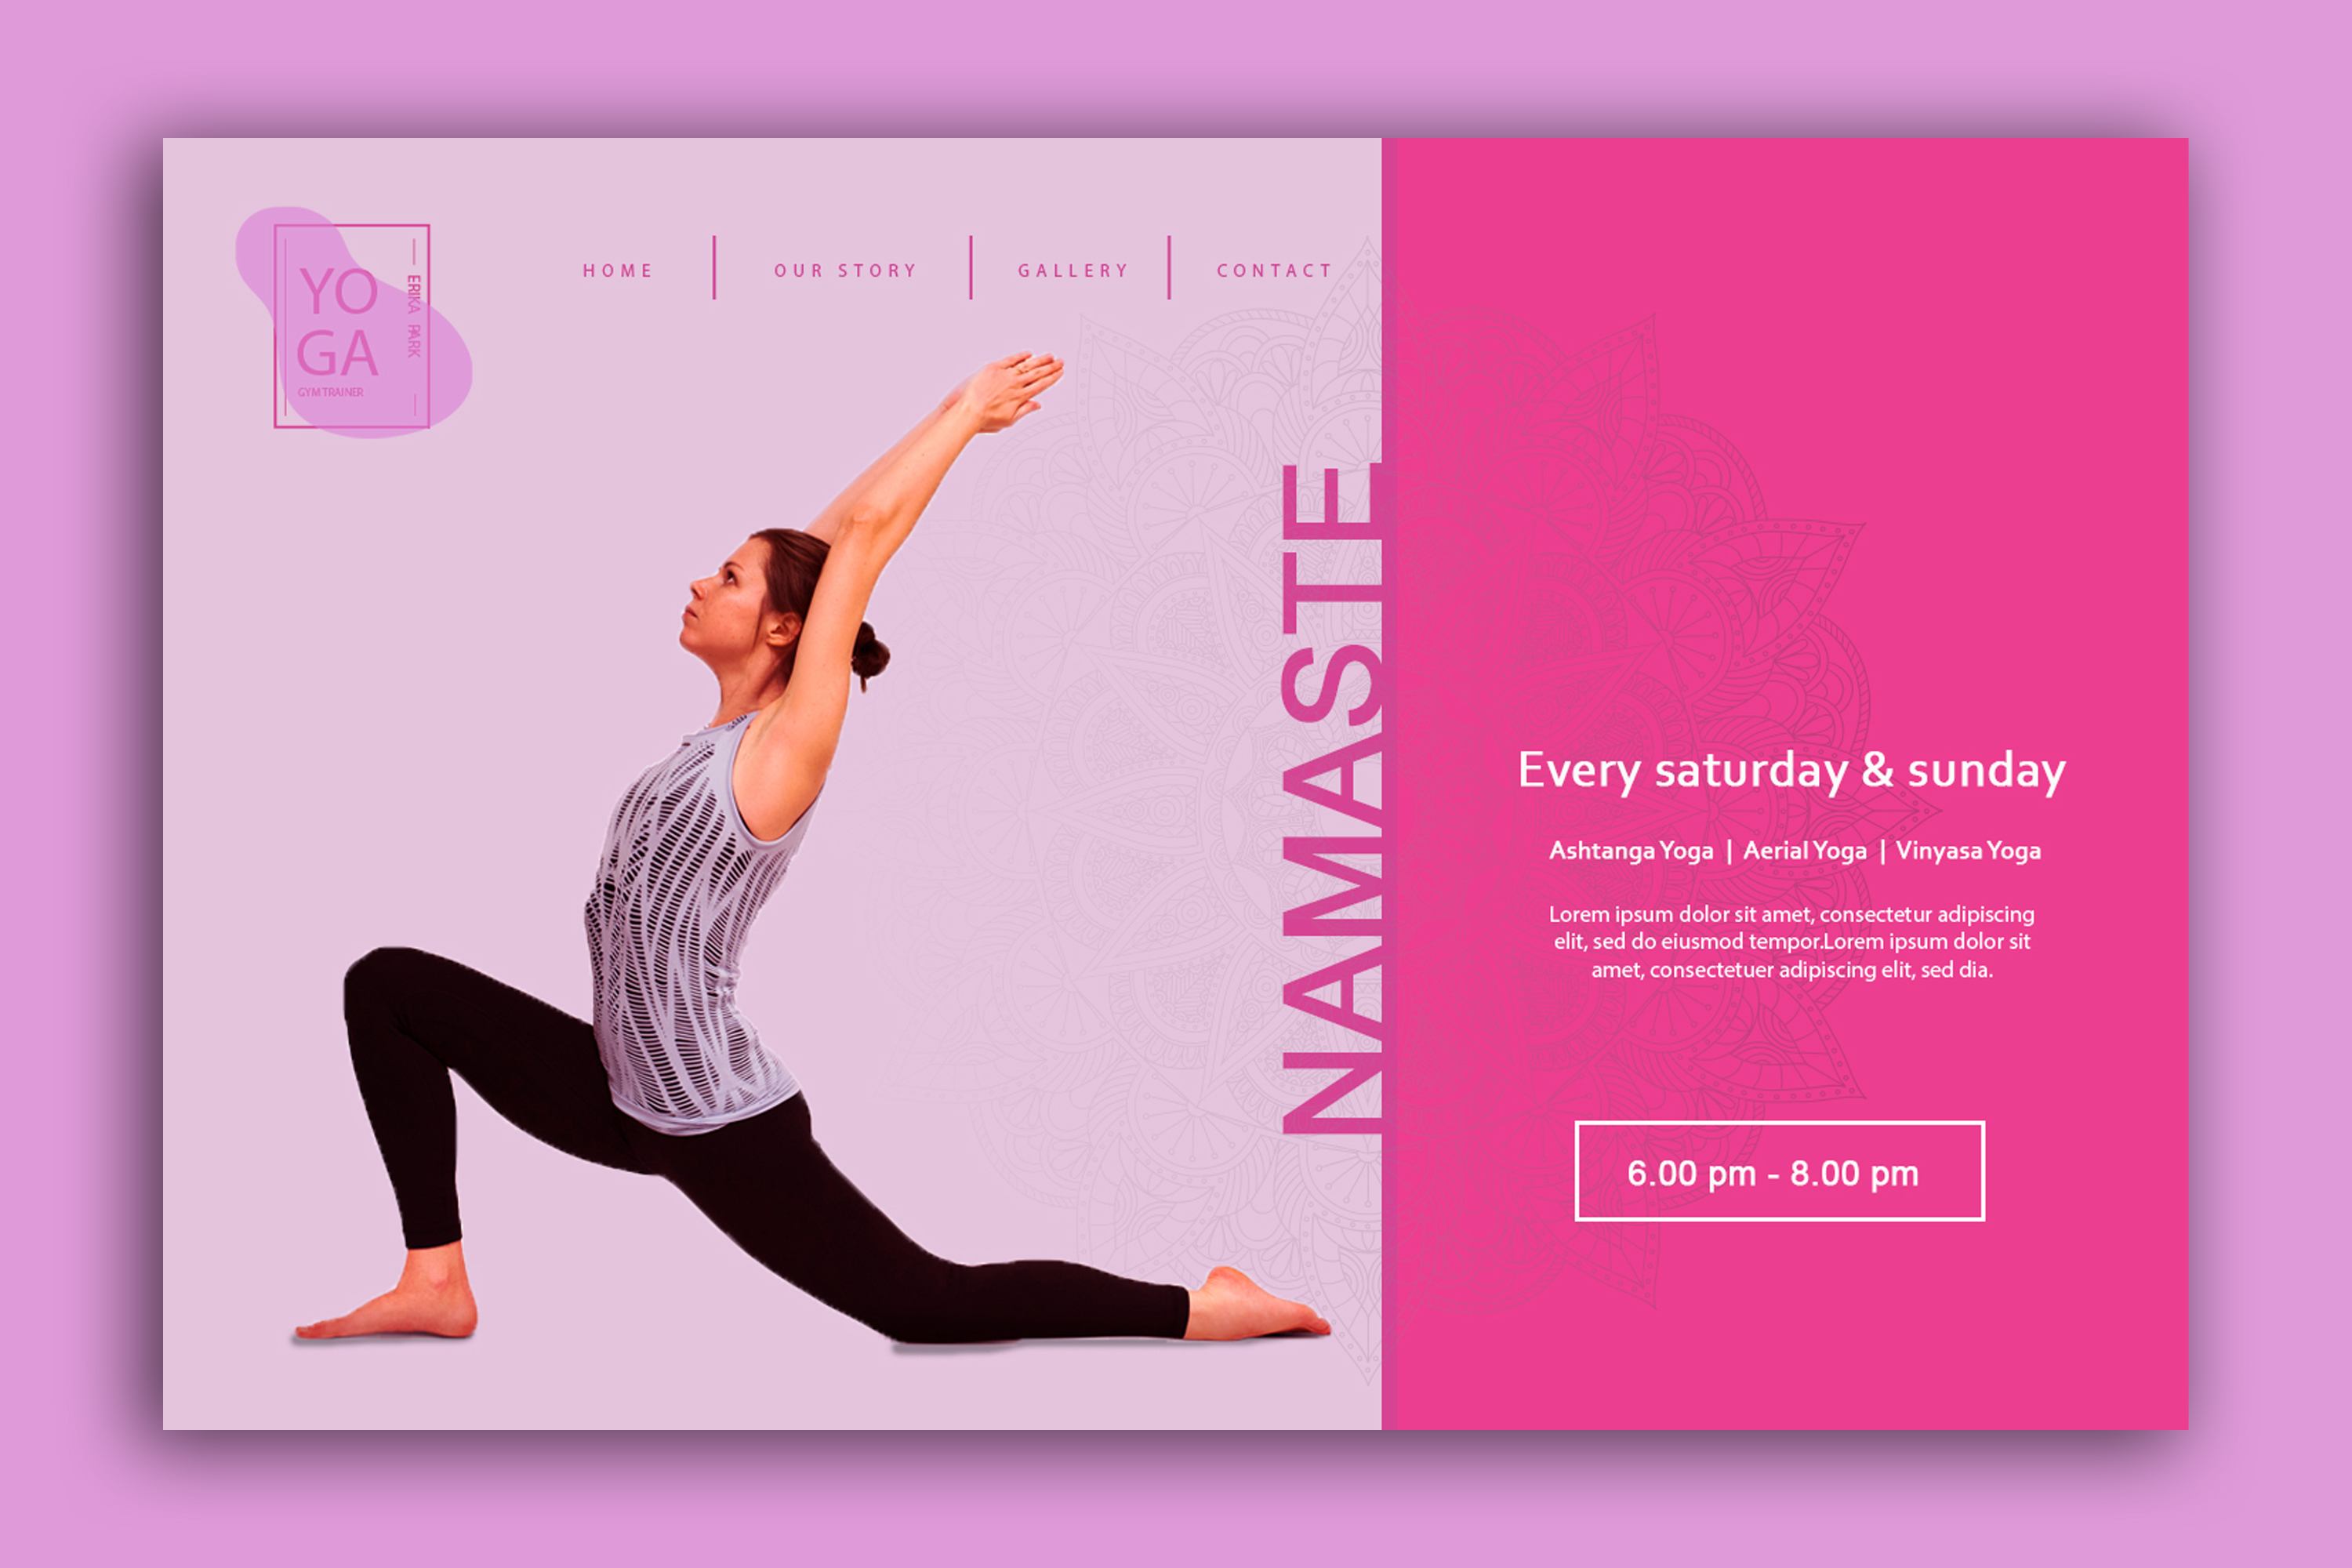 YO
GA
GYM TRAINER
ERIKA PARK
HOME
OUR STORY
GALLERY
CONTACT
NAMASTE
Every saturday & sunday
Ashtanga Yoga | Aerial Yoga | Vinyasa Yoga
Lorem ipsum dolor sit amet, consectetur adipiscing
elit, sed do eiusmod tempor.Lorem ipsum dolor sit
amet, consectetuer adipiscing elit, sed dia.
6.00 pm - 8.00 pm